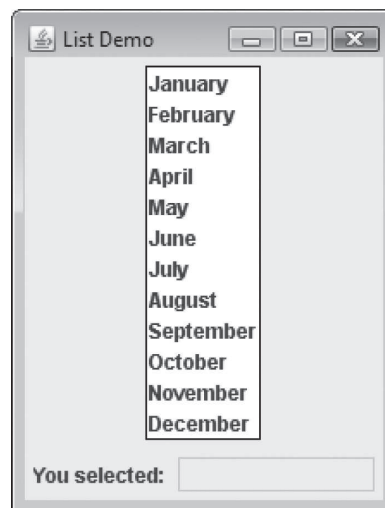 List Demo
January
February
March
April
May
June
July
August
September
October
November
December
You selected: